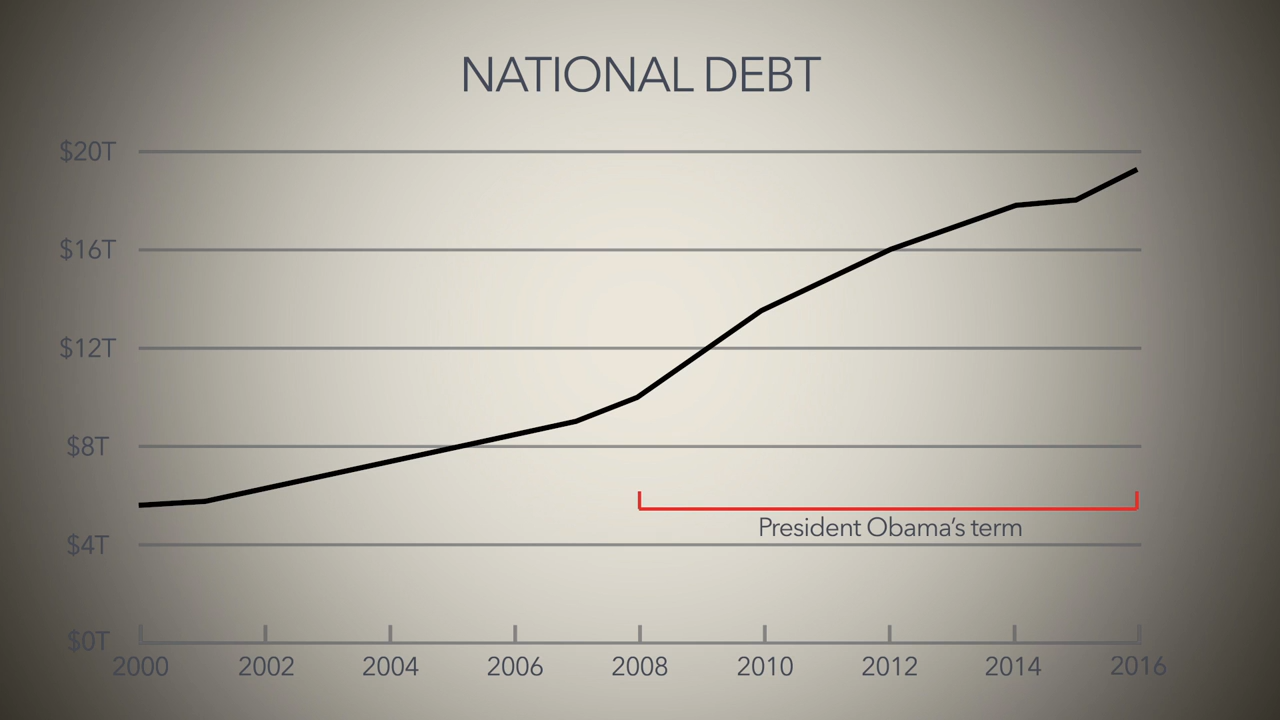 NATIONAL DEBT
$20T
$16T
$12T
$8T
President Obama's term
$4T
$0T
2000 2002 2004 2006 2008 2010 2012 2014 2016